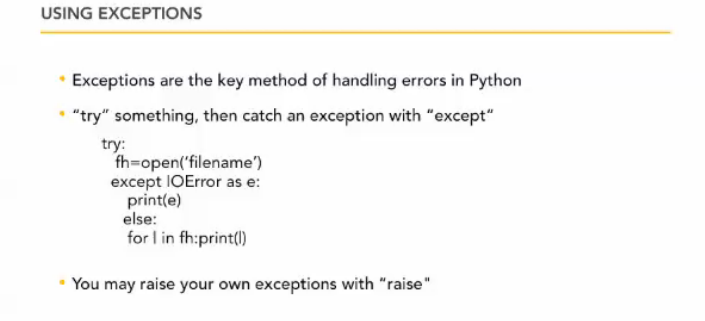 USING EXCEPTIONS
• Exceptions are the key method of handling errors in Python
• “try” something, then catch an exception with “except“
try:
fh=open(‘filename’)
except IOError as e:
print(e)
else:
for l in fh:print(l)
• You may raise your own exceptions with “raise"